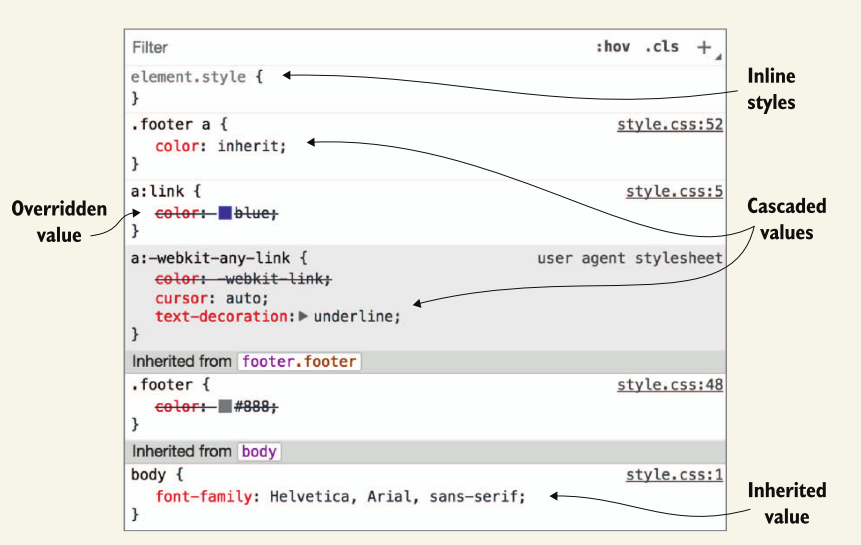 Filter
:hov .cls +
element.style {
}
Inline
styles
.footer a {
style.css:52
color: inherit;
}
a:link {
style.css:5
color: blue;
}
Overridden
value
Cascaded
values
a:-webkit-any-link {
user agent stylesheet
color: -webkit-link;
cursor: auto;
text-decoration: underline;
}
Inherited from footer.footer
.footer {
style.css:48
color: #888;
}
Inherited from body
body {
style.css:1
font-family: Helvetica, Arial, sans-serif;
}
Inherited
value